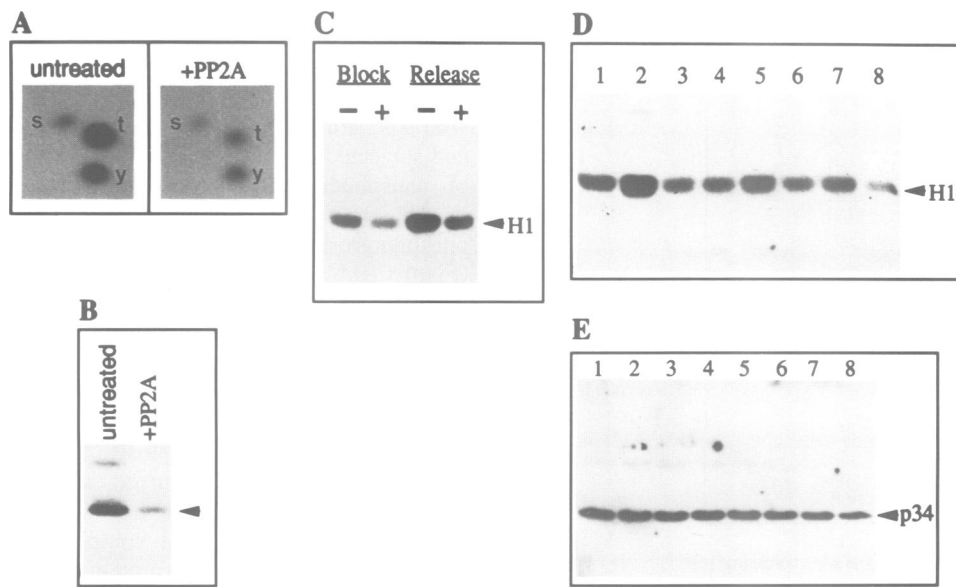 A
untreated
+PP2A
s
t
y
s
t
y
B
untreated
+PP2A
C
Block Release
− + − +
H1
D
1 2 3 4 5 6 7 8
H1
E
1 2 3 4 5 6 7 8
p34